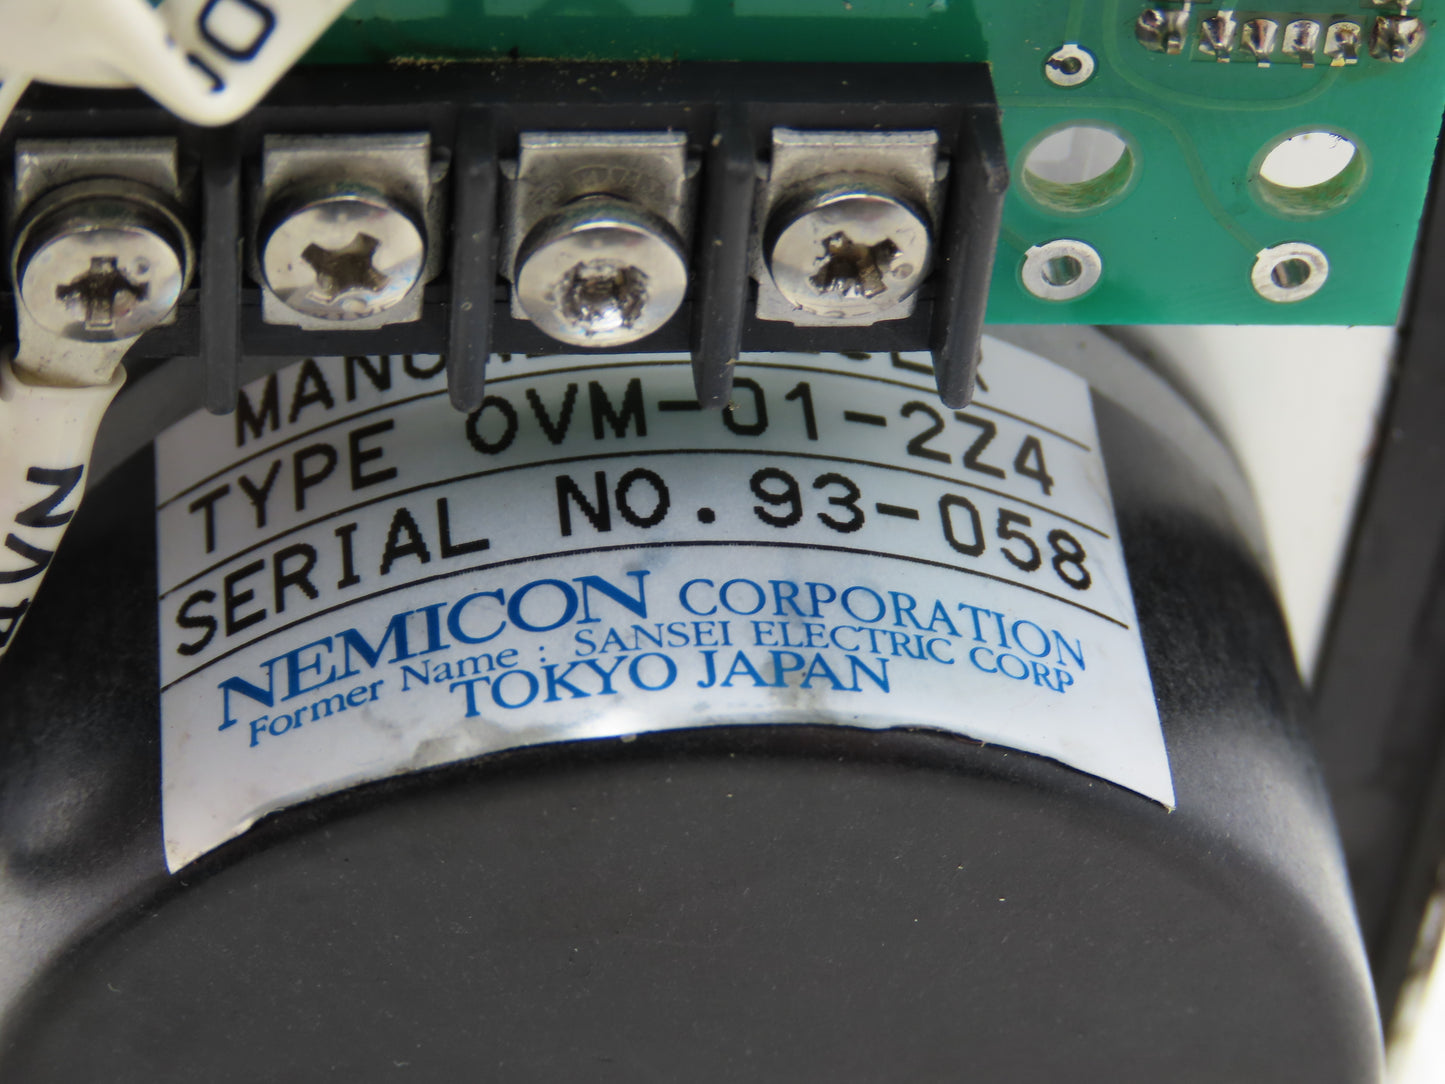 TYPE OVM-01-2Z4
SERIAL NO. 93-058
NEMICON CORPORATION
Former Name : SANSEI ELECTRIC CORP
TOKYO JAPAN